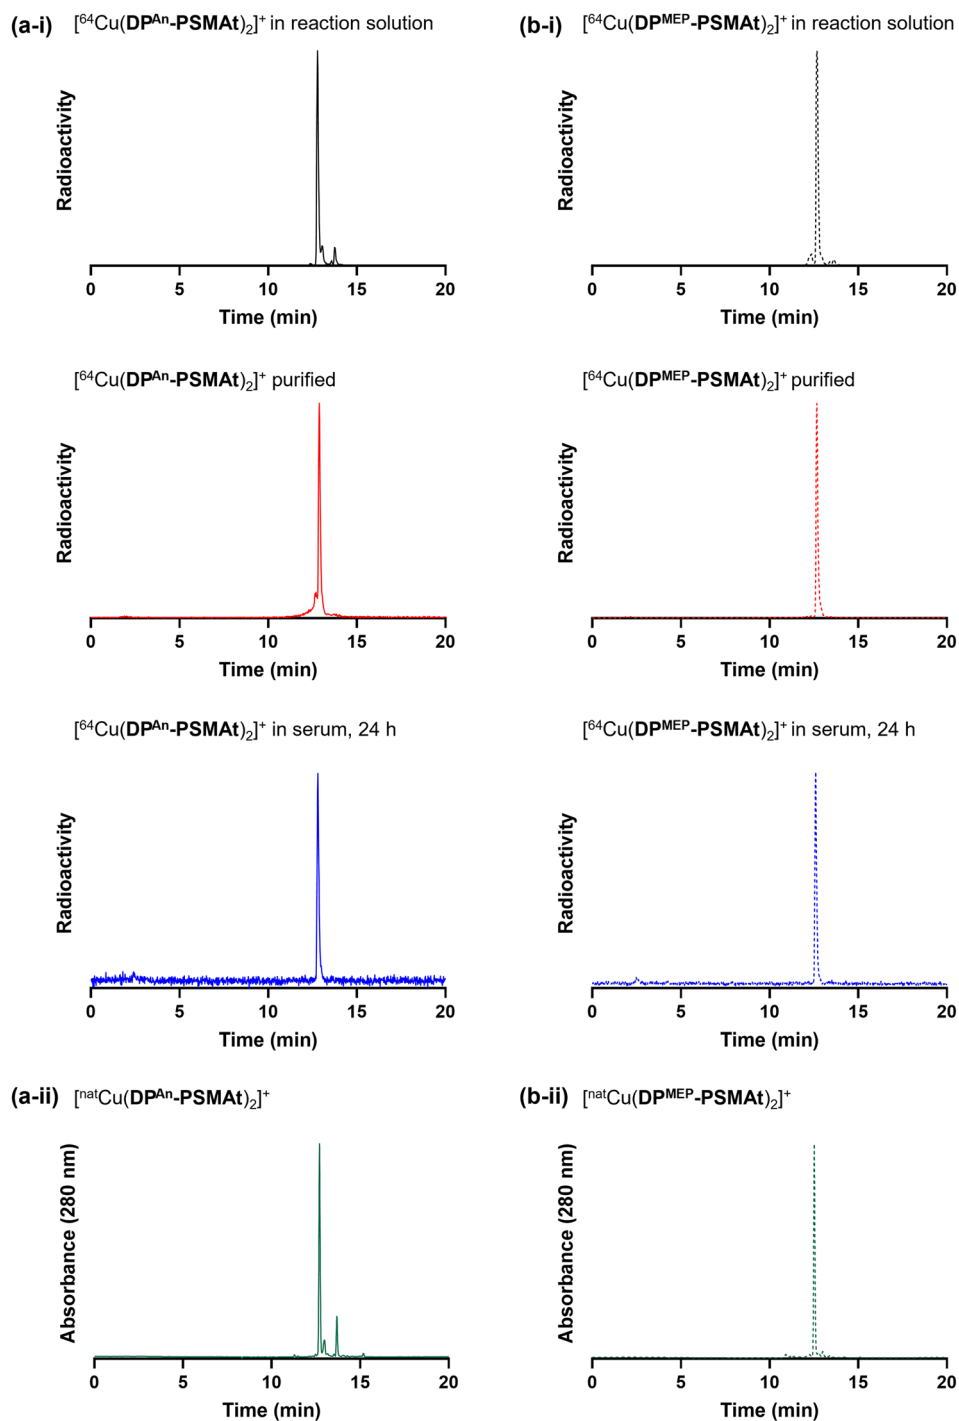 (a-i) [⁶⁴Cu(DPᴬⁿ-PSMAt)₂]⁺ in reaction solution
Radioactivity
0 5 10 15 20
Time (min)
(b-i) [⁶⁴Cu(DPᴹᴱᴾ-PSMAt)₂]⁺ in reaction solution
Radioactivity
0 5 10 15 20
Time (min)
[⁶⁴Cu(DPᴬⁿ-PSMAt)₂]⁺ purified
Radioactivity
0 5 10 15 20
Time (min)
[⁶⁴Cu(DPᴹᴱᴾ-PSMAt)₂]⁺ purified
Radioactivity
0 5 10 15 20
Time (min)
[⁶⁴Cu(DPᴬⁿ-PSMAt)₂]⁺ in serum, 24 h
Radioactivity
0 5 10 15 20
Time (min)
[⁶⁴Cu(DPᴹᴱᴾ-PSMAt)₂]⁺ in serum, 24 h
Radioactivity
0 5 10 15 20
Time (min)
(a-ii) [ⁿᵃᵗCu(DPᴬⁿ-PSMAt)₂]⁺
Absorbance (280 nm)
0 5 10 15 20
Time (min)
(b-ii) [ⁿᵃᵗCu(DPᴹᴱᴾ-PSMAt)₂]⁺
Absorbance (280 nm)
0 5 10 15 20
Time (min)